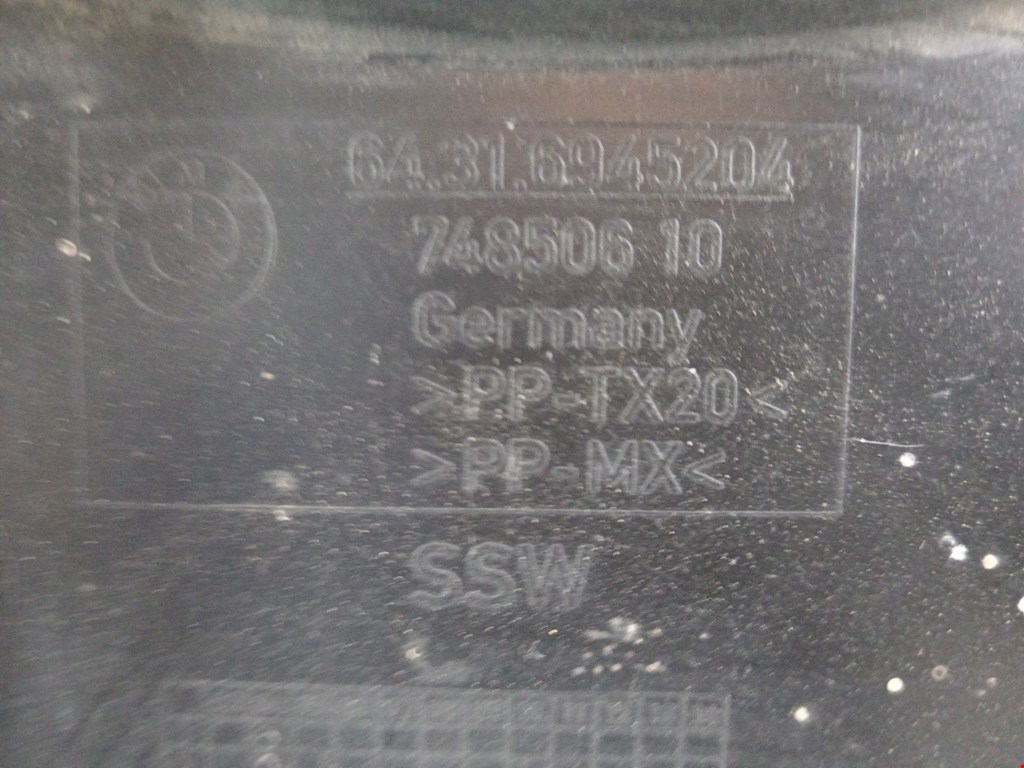 64.31.6945204
748506 10
Germany
>PP-TX20<
>PP-MX<
SSW